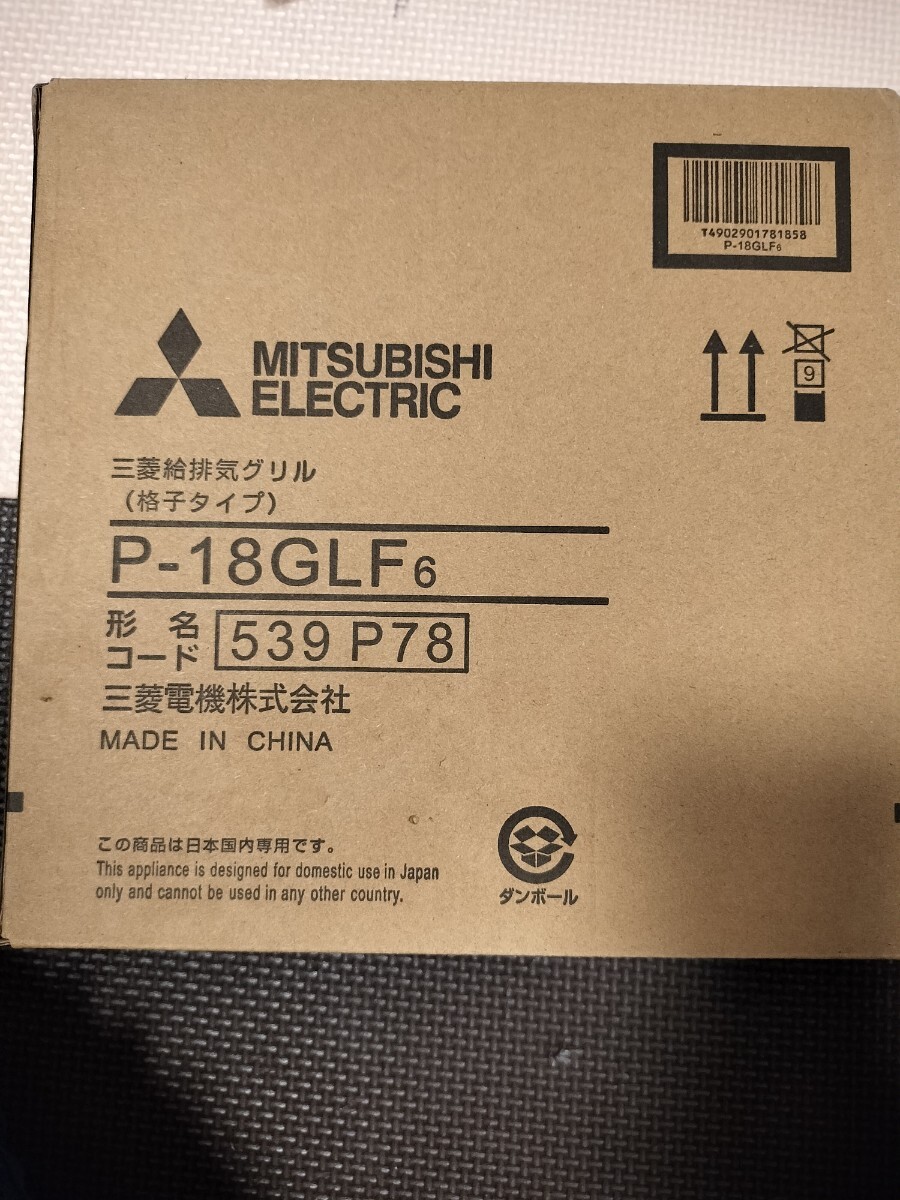 T4902901781858
P-18GLF6
MITSUBISHI
ELECTRIC
9
三菱給排気グリル
（格子タイプ）
P-18GLF6
形名
コード
539 P78
三菱電機株式会社
MADE IN CHINA
この商品は日本国内専用です。
This appliance is designed for domestic use in Japan
only and cannot be used in any other country.
ダンボール